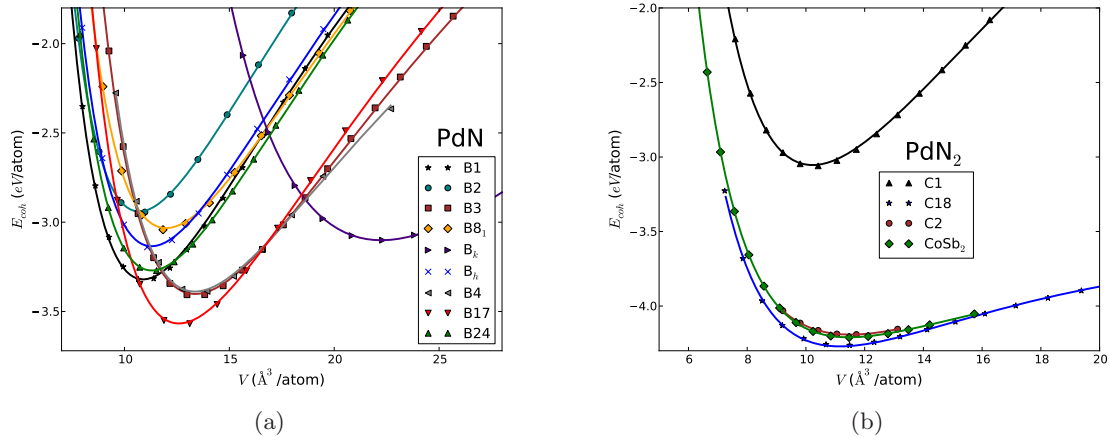 −2.0
−2.5
−3.0
−3.5
E_coh (eV/atom)
10
15
20
25
V(Å³/atom)
PdN
B1
B2
B3
B8₁
B_k
B_h
B4
B17
B24
(a)
−2.0
−2.5
−3.0
−3.5
−4.0
E_coh (eV/atom)
6
8
10
12
14
16
18
20
V(Å³/atom)
PdN₂
C1
C18
C2
CoSb₂
(b)